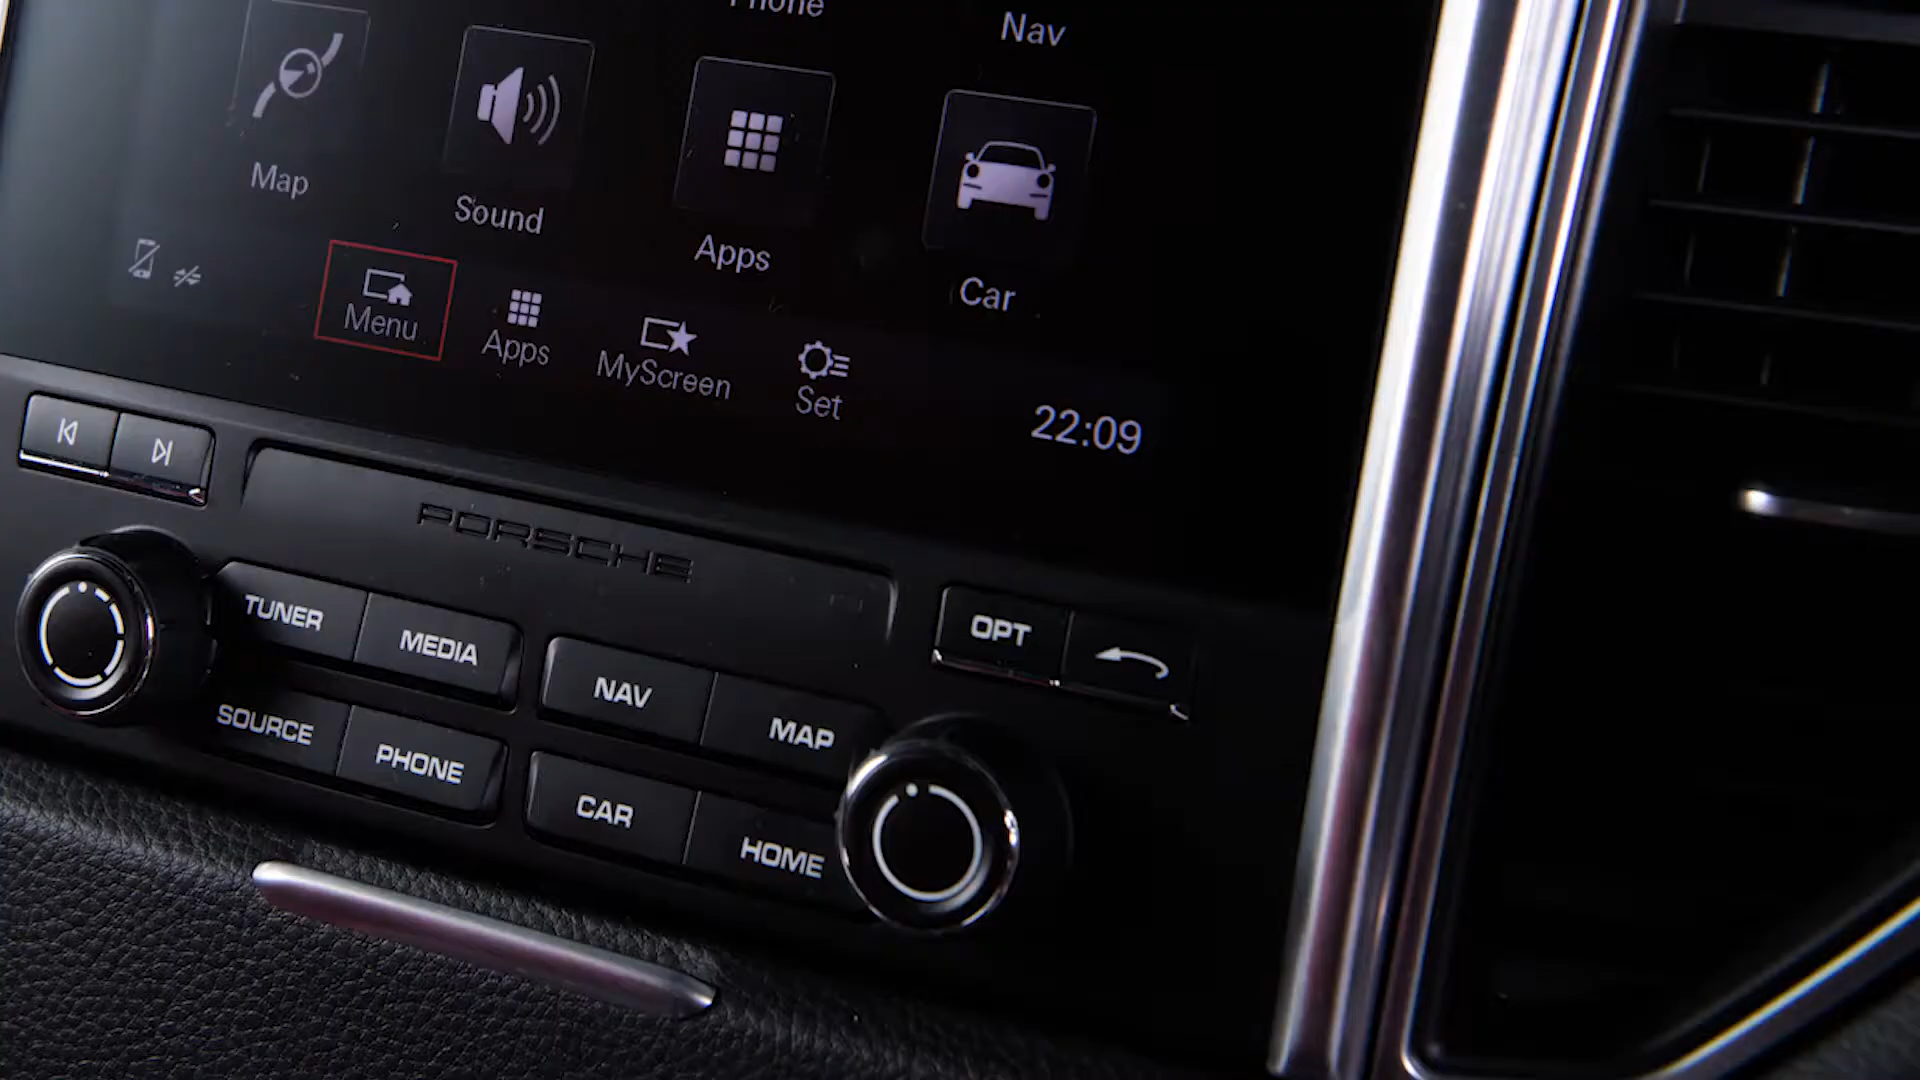 Phone
Nav
Map
Sound
Apps
Car
Menu
Apps
MyScreen
Set
22:09
PORSCHE
TUNER
MEDIA
NAV
MAP
OPT
SOURCE
PHONE
CAR
HOME